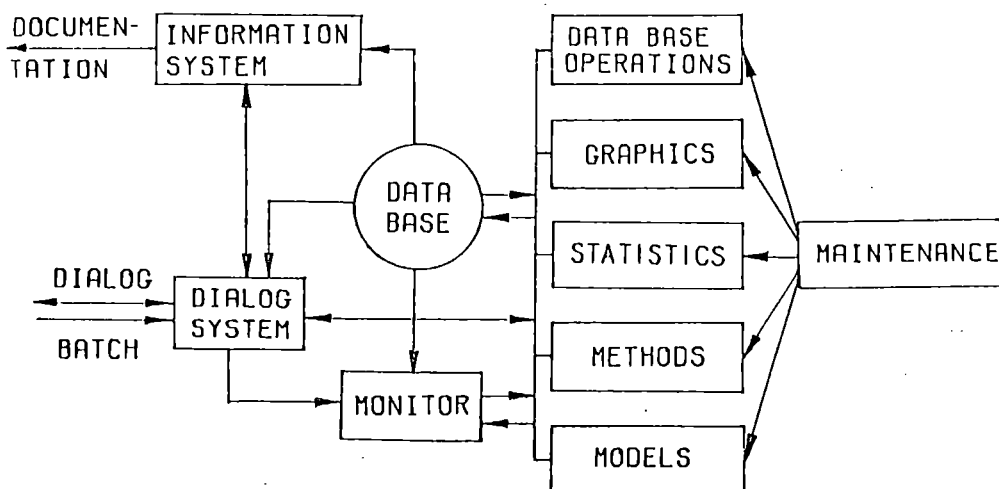 DOCUMEN-
TATION
INFORMATION
SYSTEM
DATA BASE
OPERATIONS
GRAPHICS
DATA
BASE
STATISTICS
MAINTENANCE
DIALOG
BATCH
DIALOG
SYSTEM
METHODS
MONITOR
MODELS